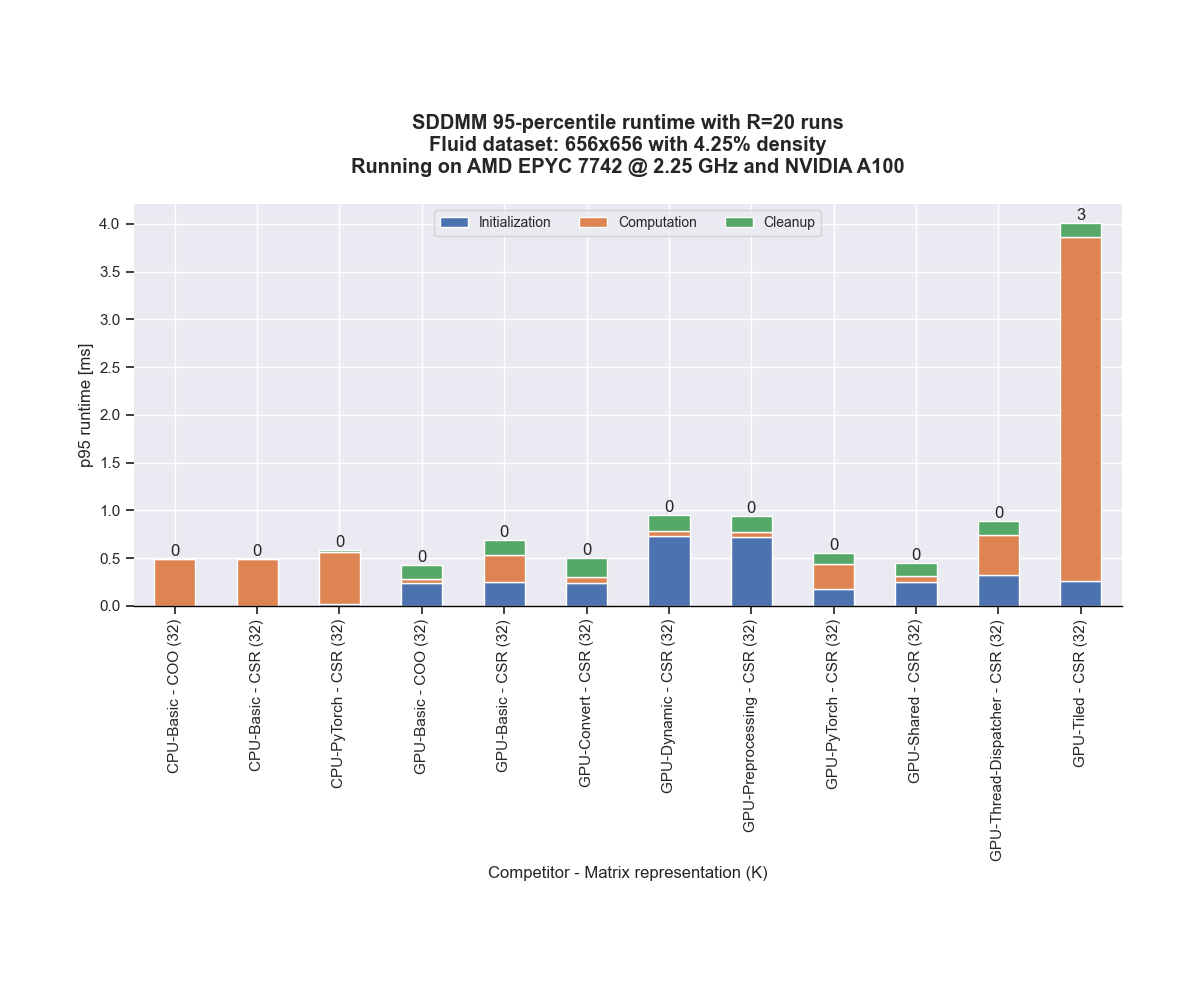 SDDMM 95-percentile runtime with R=20 runs
Fluid dataset: 656x656 with 4.25% density
Running on AMD EPYC 7742 @ 2.25 GHz and NVIDIA A100
Initialization Computation Cleanup
p95 runtime [ms]
4.0
3.5
3.0
2.5
2.0
1.5
1.0
0.5
0.0
0 0 0 0 0 0 0 0 0 0 0 3
CPU-Basic - COO (32)
CPU-Basic - CSR (32)
CPU-PyTorch - CSR (32)
GPU-Basic - COO (32)
GPU-Basic - CSR (32)
GPU-Convert - CSR (32)
GPU-Dynamic - CSR (32)
GPU-Preprocessing - CSR (32)
GPU-PyTorch - CSR (32)
GPU-Shared - CSR (32)
GPU-Thread-Dispatcher - CSR (32)
GPU-Tiled - CSR (32)
Competitor - Matrix representation (K)